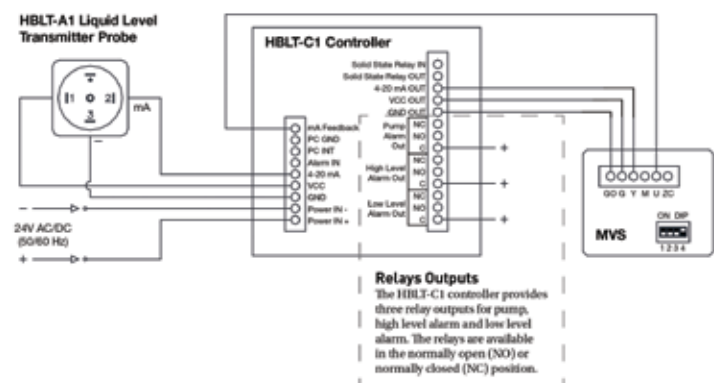 HBLT-A1 Liquid Level
Transmitter Probe
1
2
3
+
mA
–
24V AC/DC
(50/60 Hz)
–
+
HBLT-C1 Controller
mA Feedback
PC GND
PC INT
Alarm IN
4-20 mA
VCC
GND
Power IN -
Power IN +
Solid State Relay IN
Solid State Relay OUT
4-20 mA OUT
VCC OUT
GND OUT
Pump
Alarm
Out
NC
NO
C
+
High Level
Alarm Out
NC
NO
C
+
Low Level
Alarm Out
NC
NO
C
+
GO G Y M U ZC
ON DIP
1 2 3 4
MVS
Relays Outputs
The HBLT-C1 controller provides
three relay outputs for pump,
high level alarm and low level
alarm. The relays are available
in the normally open (NO) or
normally closed (NC) position.